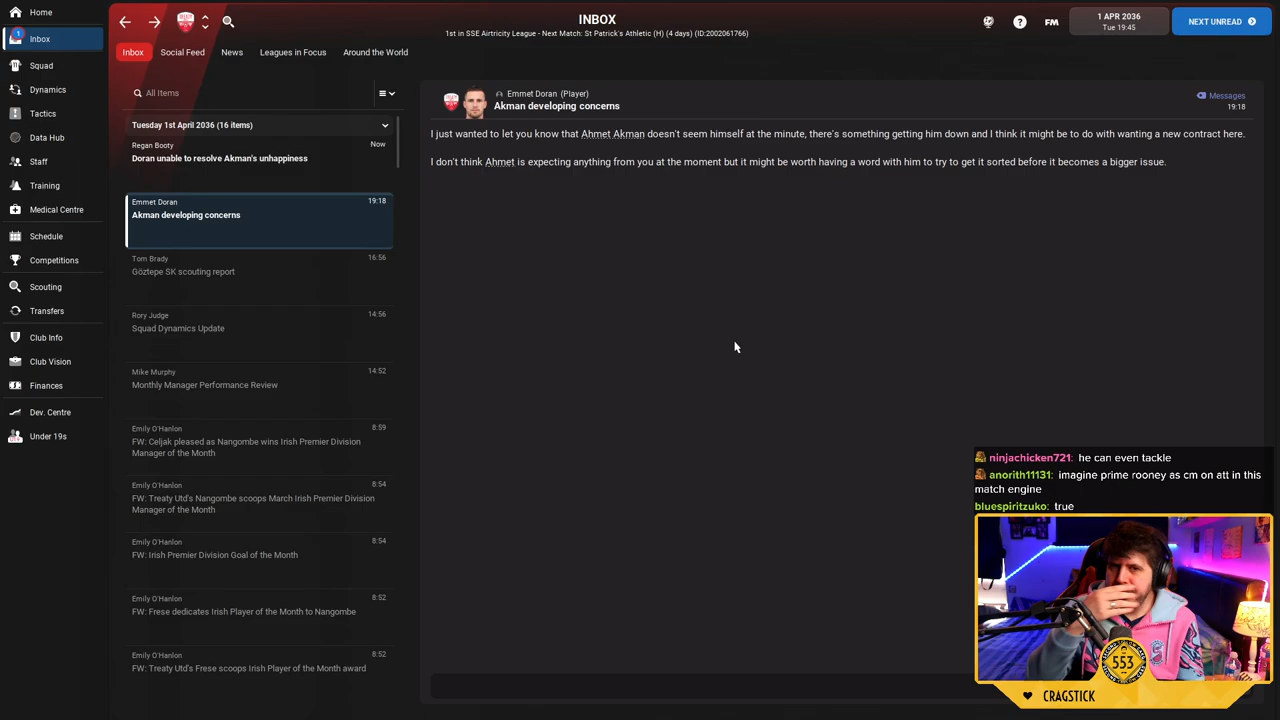 Home
1
Inbox
Squad
Dynamics
Tactics
Data Hub
Staff
Training
Medical Centre
Schedule
Competitions
Scouting
Transfers
Club Info
Club Vision
Finances
Dev. Centre
Under 19s
INBOX
1st in SSE Airtricity League - Next Match: St Patrick's Athletic (H) (4 days) (ID:2002061766)
FM
1 APR 2036
Tue 19:45
NEXT UNREAD
Inbox
Social Feed
News
Leagues in Focus
Around the World
All Items
Tuesday 1st April 2036 (16 items)
Regan Booty
Now
Doran unable to resolve Akman's unhappiness
Emmet Doran
19:18
Akman developing concerns
Tom Brady
16:56
Göztepe SK scouting report
Rory Judge
14:56
Squad Dynamics Update
Mike Murphy
14:52
Monthly Manager Performance Review
Emily O'Hanlon
8:59
FW: Celjak pleased as Nangombe wins Irish Premier Division
Manager of the Month
Emily O'Hanlon
8:54
FW: Treaty Utd's Nangombe scoops March Irish Premier Division
Manager of the Month
Emily O'Hanlon
8:54
FW: Irish Premier Division Goal of the Month
Emily O'Hanlon
8:52
FW: Frese dedicates Irish Player of the Month to Nangombe
Emily O'Hanlon
8:52
FW: Treaty Utd's Frese scoops Irish Player of the Month award
Emmet Doran (Player)
Akman developing concerns
Messages
19:18
I just wanted to let you know that Ahmet Akman doesn't seem himself at the minute, there's something getting him down and I think it might be to do with wanting a new contract here.
I don't think Ahmet is expecting anything from you at the moment but it might be worth having a word with him to try to get it sorted before it becomes a bigger issue.
ninjachicken721: he can even tackle
anorith11131: imagine prime rooney as cm on att in this
match engine
bluespiritzuko: true
553
CRAGSTICK